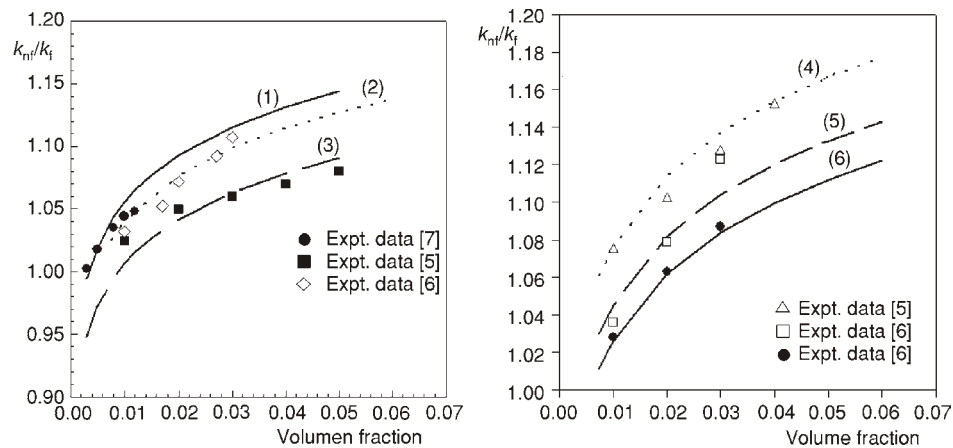 1.20
k_nf/k_f
1.15
1.10
1.05
1.00
0.95
0.90
(1)
(2)
(3)
Expt. data [7]
Expt. data [5]
Expt. data [6]
0.00 0.01 0.02 0.03 0.04 0.05 0.06 0.07
Volumen fraction
1.20
k_nf/k_f
1.18
1.16
1.14
1.12
1.10
1.08
1.06
1.04
1.02
1.00
(4)
(5)
(6)
Expt. data [5]
Expt. data [6]
Expt. data [6]
0.00 0.01 0.02 0.03 0.04 0.05 0.06 0.07
Volume fraction